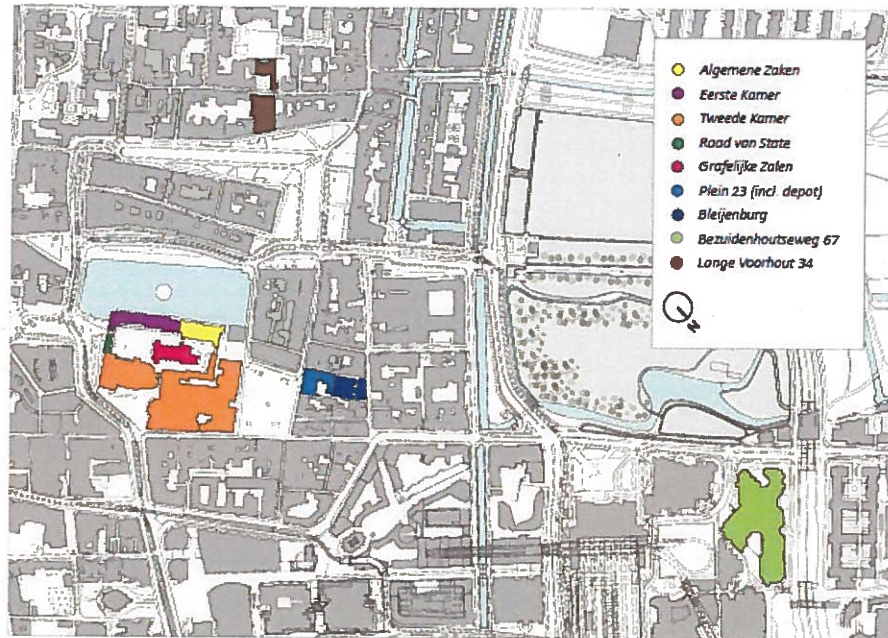 Algemene Zaken
Eerste Kamer
Tweede Kamer
Raad van State
Grafelijke Zalen
Plein 23 (incl. depot)
Bleijenburg
Bezuidenhoutseweg 67
Lange Voorhout 34
N